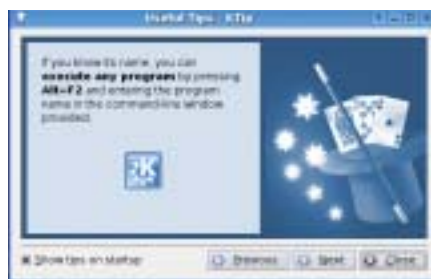 Useful Tips - KTip
If you know its name, you can
execute any program by pressing
Alt+F2 and entering the program
name in the command-line window
provided.
Show tips on startup
Previous
Next
Close